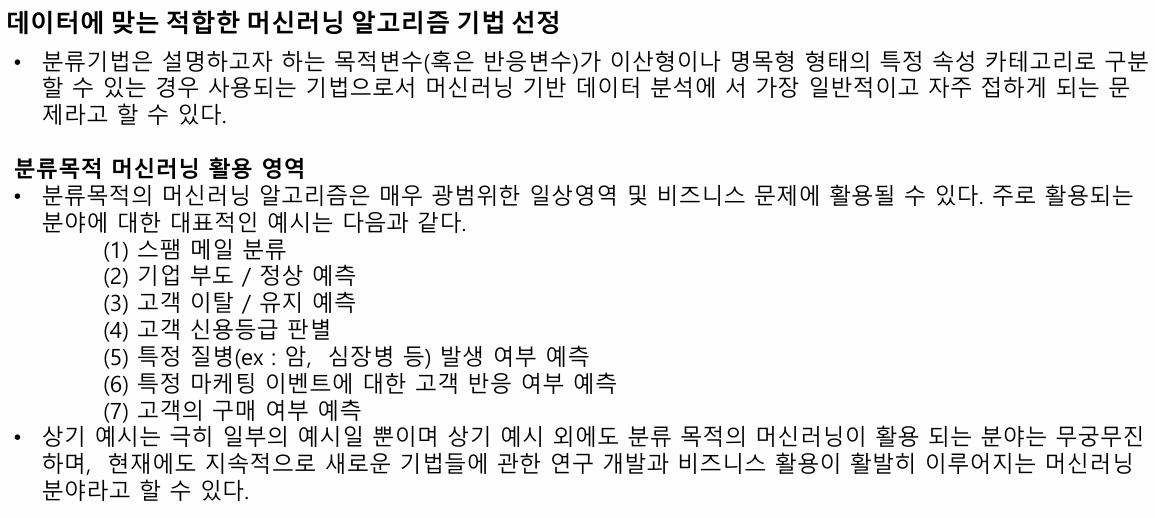 데이터에 맞는 적합한 머신러닝 알고리즘 기법 선정
• 분류기법은 설명하고자 하는 목적변수(혹은 반응변수)가 이산형이나 명목형 형태의 특정 속성 카테고리로 구분
할 수 있는 경우 사용되는 기법으로서 머신러닝 기반 데이터 분석에 서 가장 일반적이고 자주 접하게 되는 문
제라고 할 수 있다.
분류목적 머신러닝 활용 영역
• 분류목적의 머신러닝 알고리즘은 매우 광범위한 일상영역 및 비즈니스 문제에 활용될 수 있다. 주로 활용되는
분야에 대한 대표적인 예시는 다음과 같다.
(1) 스팸 메일 분류
(2) 기업 부도 / 정상 예측
(3) 고객 이탈 / 유지 예측
(4) 고객 신용등급 판별
(5) 특정 질병(ex : 암, 심장병 등) 발생 여부 예측
(6) 특정 마케팅 이벤트에 대한 고객 반응 여부 예측
(7) 고객의 구매 여부 예측
• 상기 예시는 극히 일부의 예시일 뿐이며 상기 예시 외에도 분류 목적의 머신러닝이 활용 되는 분야는 무궁무진
하며, 현재에도 지속적으로 새로운 기법들에 관한 연구 개발과 비즈니스 활용이 활발히 이루어지는 머신러닝
분야라고 할 수 있다.